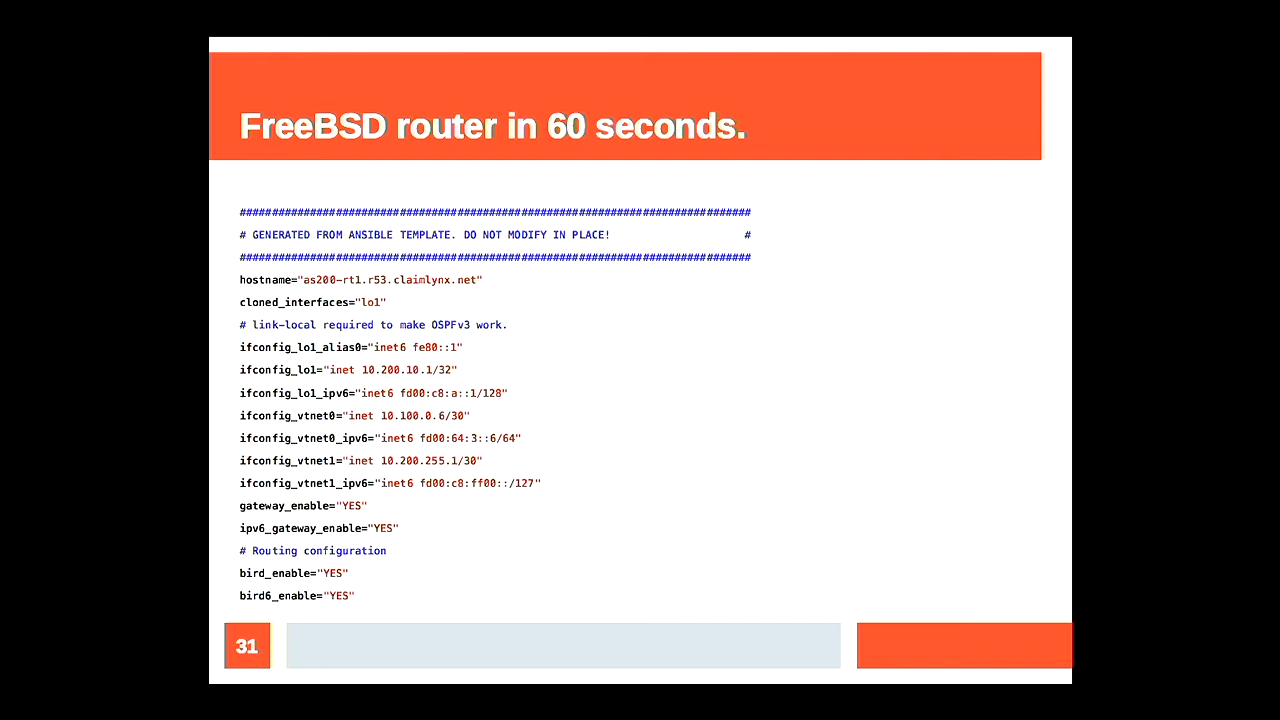 FreeBSD router in 60 seconds.
################################################################################
# GENERATED FROM ANSIBLE TEMPLATE. DO NOT MODIFY IN PLACE!                     #
################################################################################
hostname="as200-rt1.r53.claimlynx.net"
cloned_interfaces="lo1"
# link-local required to make OSPFv3 work.
ifconfig_lo1_alias0="inet6 fe80::1"
ifconfig_lo1="inet 10.200.10.1/32"
ifconfig_lo1_ipv6="inet6 fd00:c8:a::1/128"
ifconfig_vtnet0="inet 10.100.0.6/30"
ifconfig_vtnet0_ipv6="inet6 fd00:64:3::6/64"
ifconfig_vtnet1="inet 10.200.255.1/30"
ifconfig_vtnet1_ipv6="inet6 fd00:c8:ff00::/127"
gateway_enable="YES"
ipv6_gateway_enable="YES"
# Routing configuration
bird_enable="YES"
bird6_enable="YES"
31